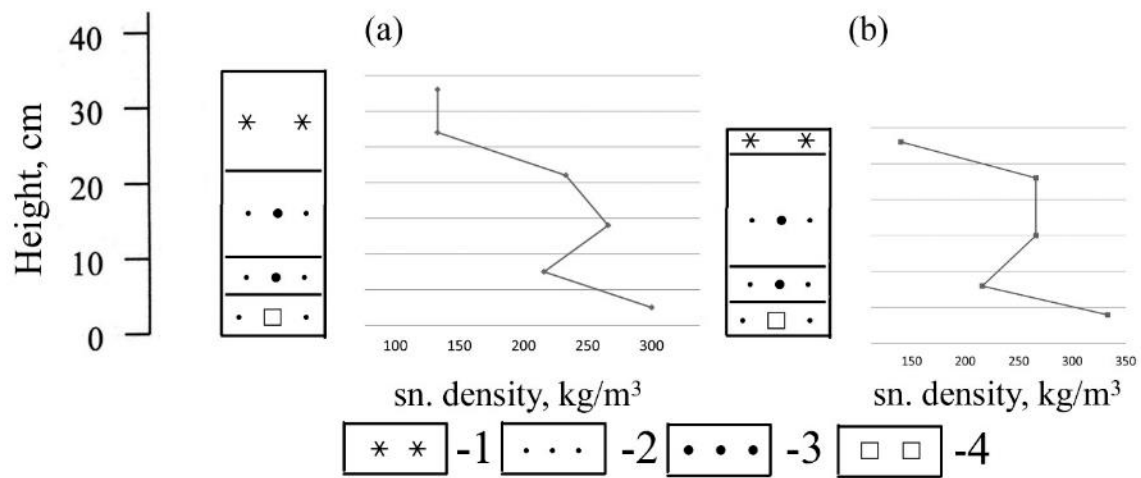 (a)
(b)
40
30
20
10
0
Height, cm
100 150 200 250 300
150 200 250 300 350
sn. density, kg/m³
sn. density, kg/m³
-1 -2 -3 -4